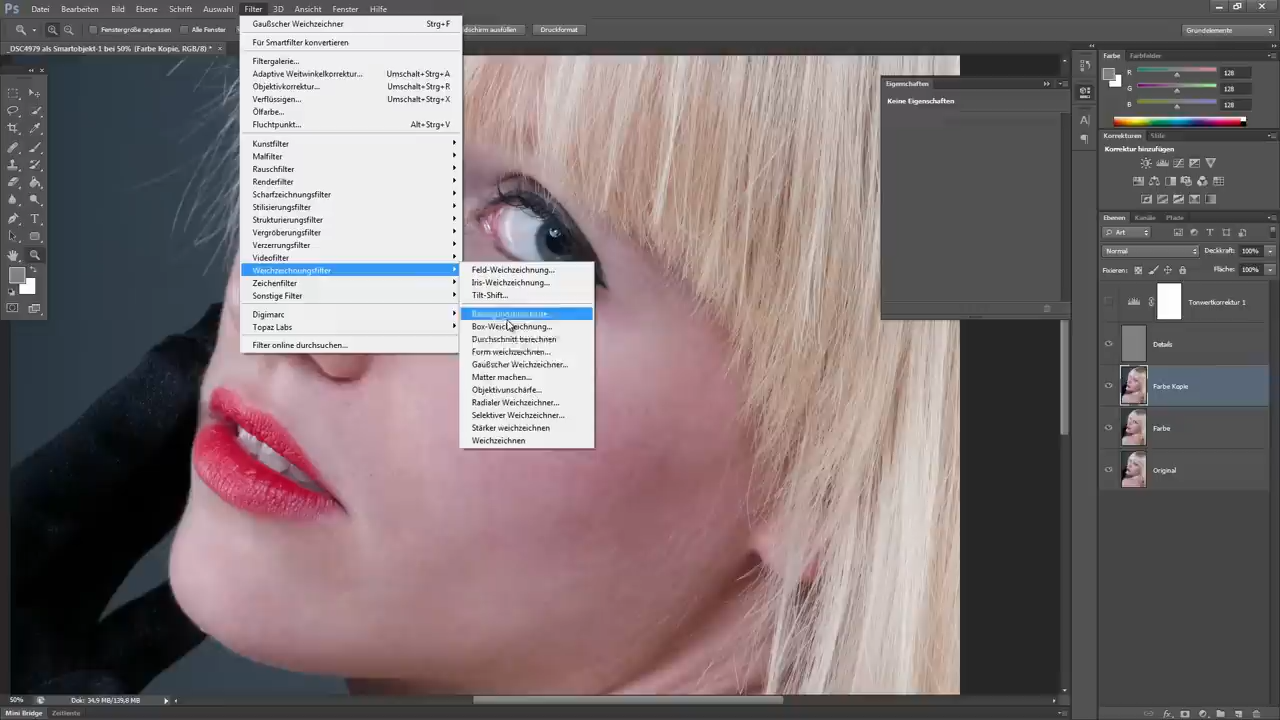 Ps Datei Bearbeiten Bild Ebene Schrift Auswahl Filter 3D Ansicht Fenster Hilfe
Fenstergröße anpassen Alle Fenster
dschirm ausfüllen Druckformat
Grundelemente
_DSC4979 als Smartobjekt-1 bei 50% (Farbe Kopie, RGB/8) *
Gaußscher Weichzeichner Strg+F
Für Smartfilter konvertieren
Filtergalerie...
Adaptive Weitwinkelkorrektur... Umschalt+Strg+A
Objektivkorrektur... Umschalt+Strg+R
Verflüssigen... Umschalt+Strg+X
Ölfarbe...
Fluchtpunkt... Alt+Strg+V
Kunstfilter
Malfilter
Rauschfilter
Renderfilter
Scharfzeichnungsfilter
Stilisierungsfilter
Strukturierungsfilter
Vergröberungsfilter
Verzerrungsfilter
Videofilter
Weichzeichnungsfilter
Zeichenfilter
Sonstige Filter
Digimarc
Topaz Labs
Filter online durchsuchen...
Feld-Weichzeichnung...
Iris-Weichzeichnung...
Tilt-Shift...
Box-Weichzeichnung...
Durchschnitt berechnen
Form weichzeichnen...
Gaußscher Weichzeichner...
Matter machen...
Objektivunschärfe...
Radialer Weichzeichner...
Selektiver Weichzeichner...
Stärker weichzeichnen
Weichzeichnen
Eigenschaften
Keine Eigenschaften
Farbe Farbfelder
R 128
G 128
B 128
Korrekturen Stile
Korrektur hinzufügen
Ebenen Kanäle Pfade
Art
Normal Deckkraft: 100%
Fixieren: Fläche: 100%
Tonwertkorrektur 1
Details
Farbe Kopie
Farbe
Original
50% Dok: 34,9 MB/139,8 MB
Mini Bridge Zeitleiste